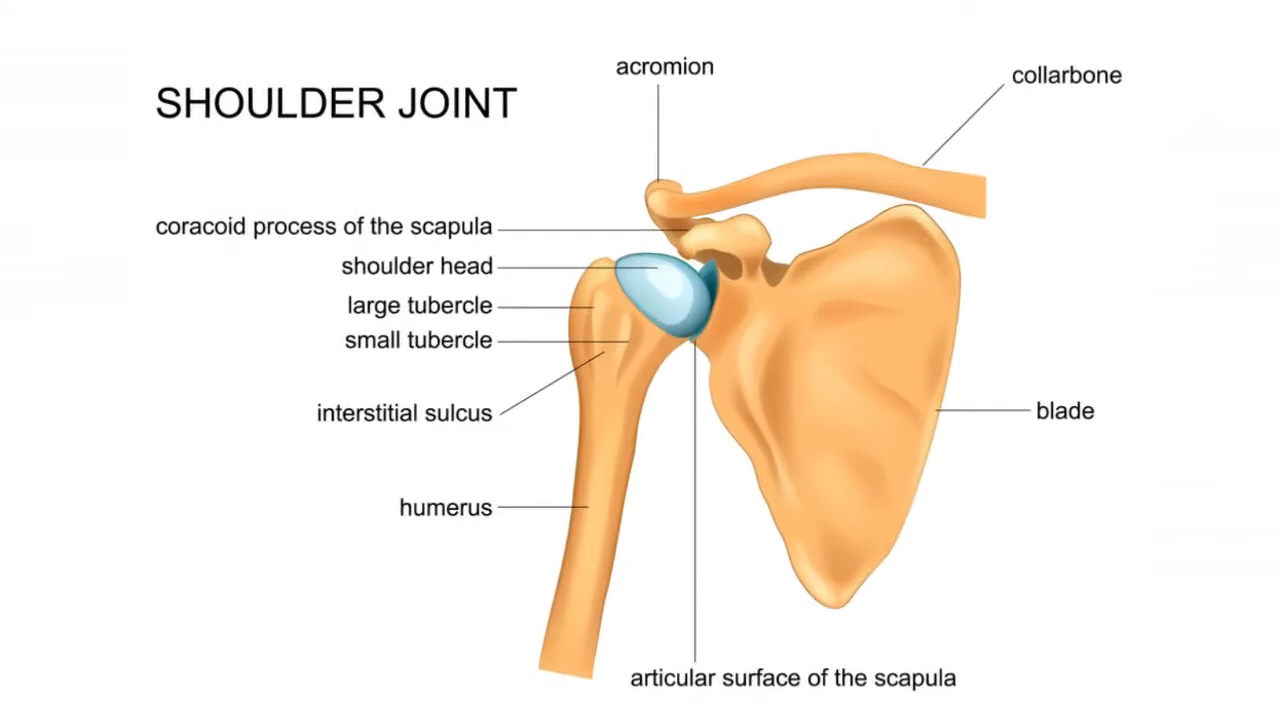 acromion
collarbone
SHOULDER JOINT
coracoid process of the scapula
shoulder head
large tubercle
small tubercle
interstitial sulcus
blade
humerus
articular surface of the scapula